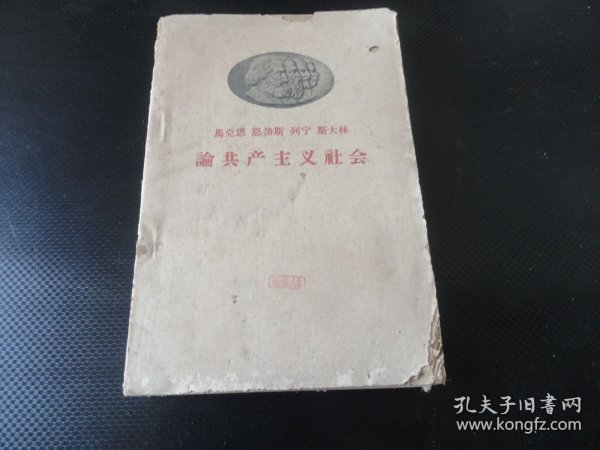 馬克思 恩格斯 列宁 斯大林
論共产主义社会
孔夫子旧書网
www.kongfz.com